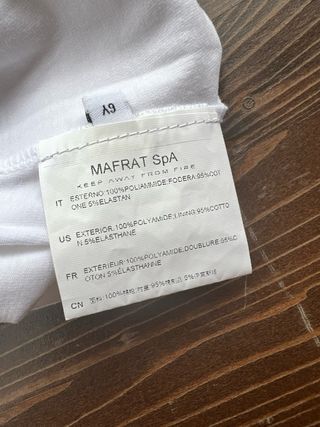 6Y
MAFRAT SpA
KEEP AWAY FROM FIRE
IT ESTERNO:100%POLIAMMIDE;FODERA:95%COT
ONE 5%ELASTAN
US EXTERIOR:100%POLYAMIDE;LINING:95%COTTO
N 5%ELASTHANE
FR EXTERIEUR:100%POLYAMIDE;DOUBLURE:95%C
OTON 5%ÉLASTHANNE
CN